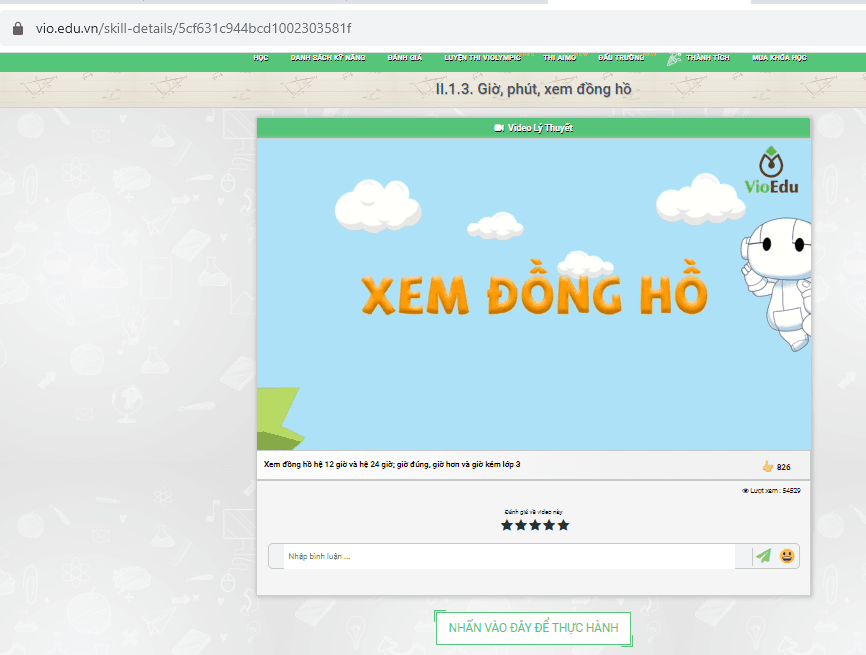 vio.edu.vn/skill-details/5cf631c944bcd1002303581f
HỌC DANH SÁCH KỸ NĂNG ĐÁNH GIÁ LUYỆN THI VIOLYMPIC THI AIMO ĐẤU TRƯỜNG THÀNH TÍCH MUA KHÓA HỌC
II.1.3. Giờ, phút, xem đồng hồ
Video Lý Thuyết
VioEdu
XEM ĐỒNG HỒ
Xem đồng hồ hệ 12 giờ và hệ 24 giờ; giờ đúng, giờ hơn và giờ kém lớp 3
826
Lượt xem : 54529
Đánh giá về video này
Nhập bình luận ...
NHẤN VÀO ĐÂY ĐỂ THỰC HÀNH